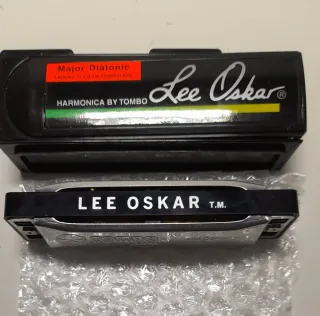 Major Diatonic
Lee Oskar®
HARMONICA BY TOMBO
LEE OSKAR T.M.